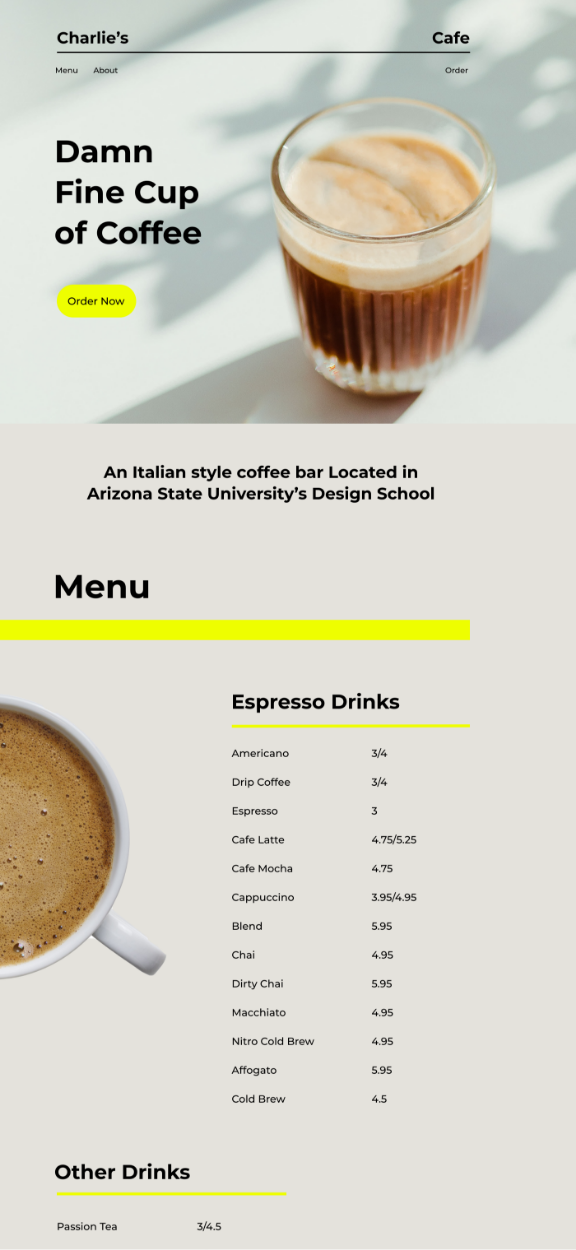 Charlie’s Cafe
Menu About Order
Damn
Fine Cup
of Coffee
Order Now
An Italian style coffee bar Located in
Arizona State University’s Design School
Menu
Espresso Drinks
Americano 3/4
Drip Coffee 3/4
Espresso 3
Cafe Latte 4.75/5.25
Cafe Mocha 4.75
Cappuccino 3.95/4.95
Blend 5.95
Chai 4.95
Dirty Chai 5.95
Macchiato 4.95
Nitro Cold Brew 4.95
Affogato 5.95
Cold Brew 4.5
Other Drinks
Passion Tea 3/4.5